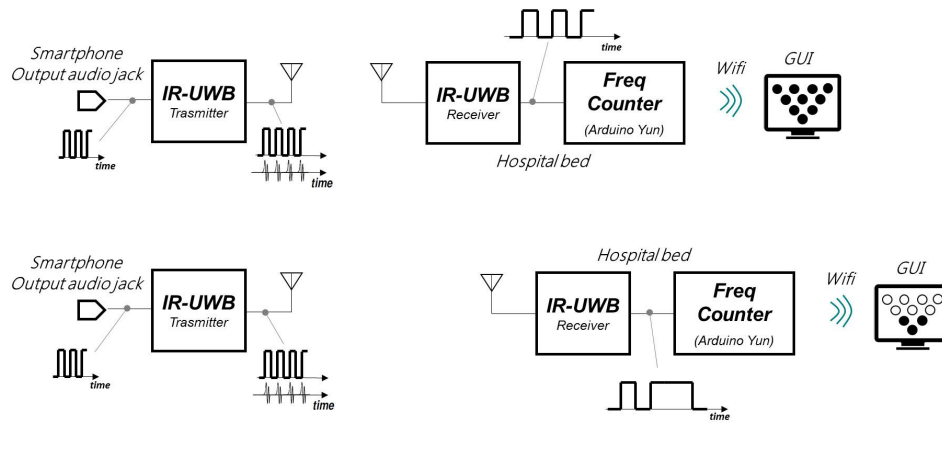 Smartphone
Output audio jack
IR-UWB
Trasmitter
time
time
IR-UWB
Receiver
time
Freq
Counter
(Arduino Yun)
Hospital bed
Wifi
GUI
Smartphone
Output audio jack
IR-UWB
Trasmitter
time
time
Hospital bed
IR-UWB
Receiver
Freq
Counter
(Arduino Yun)
time
Wifi
GUI